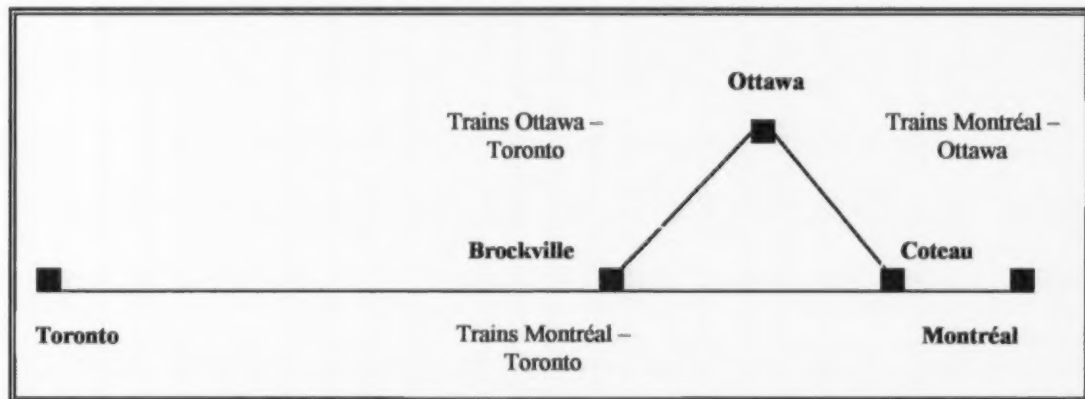 Ottawa
Trains Ottawa –
Toronto
Trains Montréal –
Ottawa
Brockville
Coteau
Toronto
Trains Montréal –
Toronto
Montréal